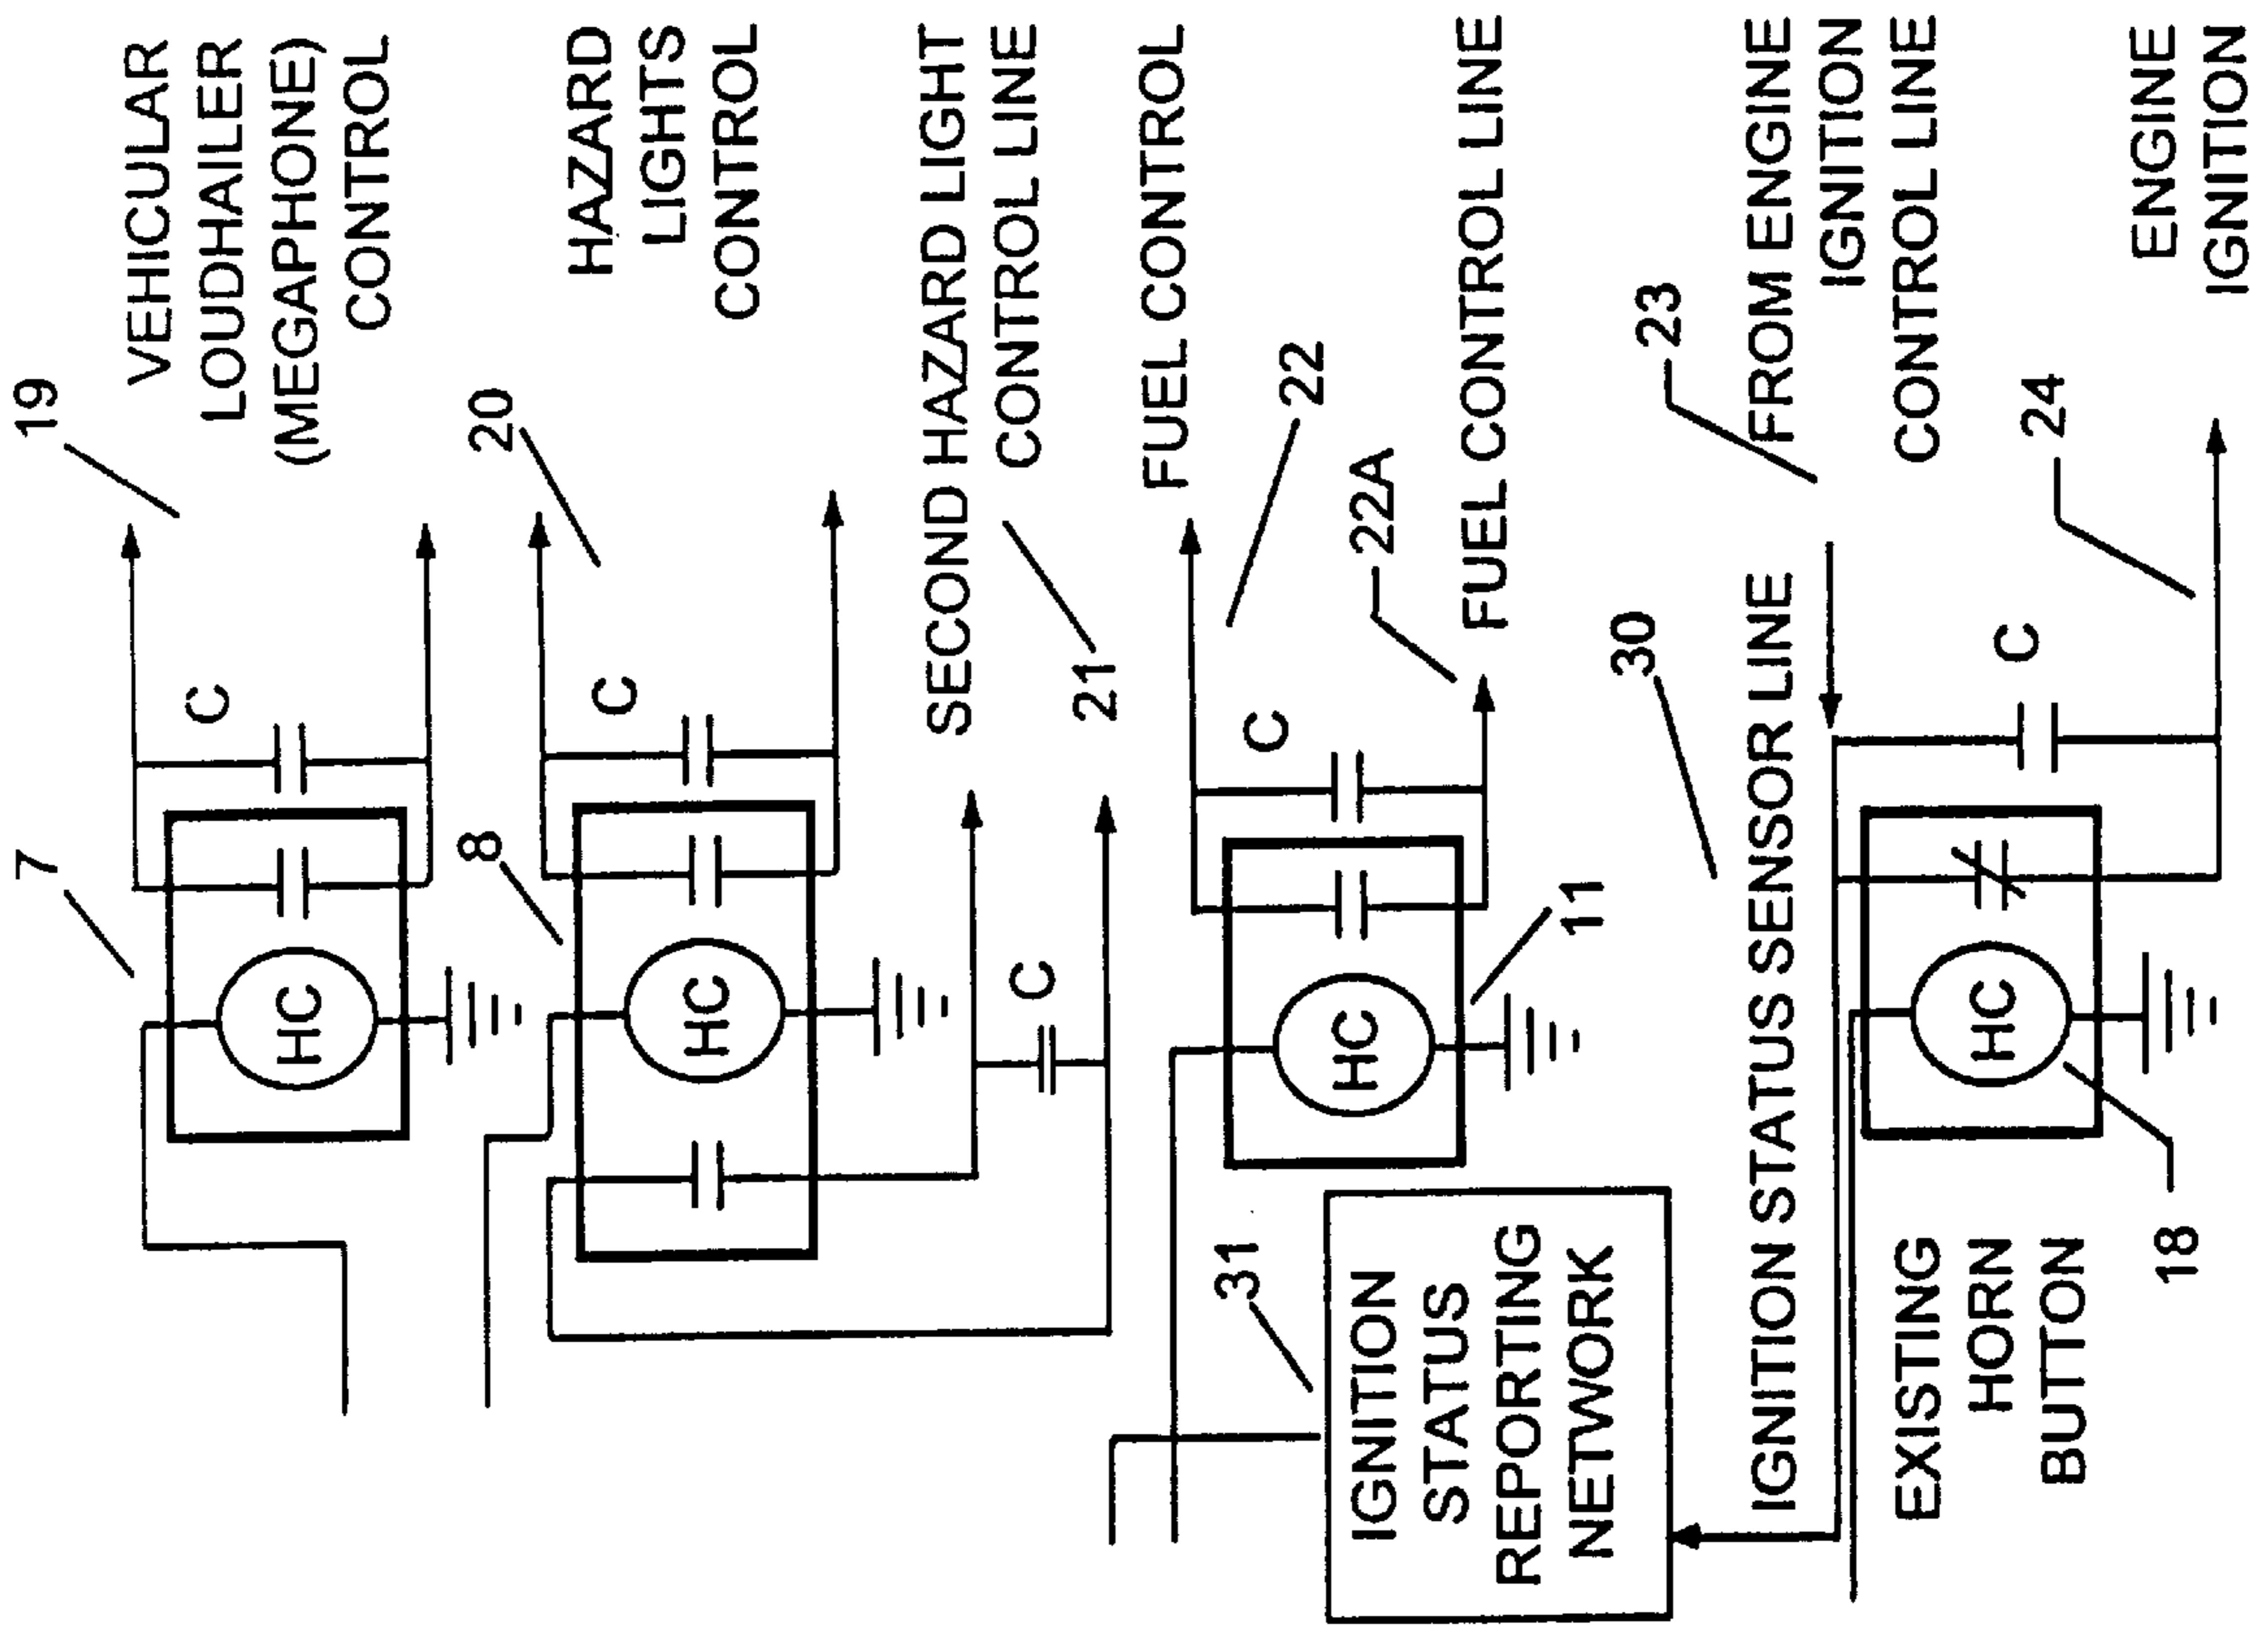 19
VEHICULAR
LOUDHAILER
(MEGAPHONE)
CONTROL
7
C
HC
20
HAZARD
LIGHTS
CONTROL
8
C
HC
SECOND HAZARD LIGHT
CONTROL LINE
21
C
FUEL CONTROL
22
C
22A
FUEL CONTROL LINE
HC
11
31
IGNITION
STATUS
REPORTING
NETWORK
30
IGNITION STATUS SENSOR LINE
23
FROM ENGINE
IGNITION
CONTROL LINE
24
C
HC
EXISTING
HORN
BUTTON
18
ENGINE
IGNITION